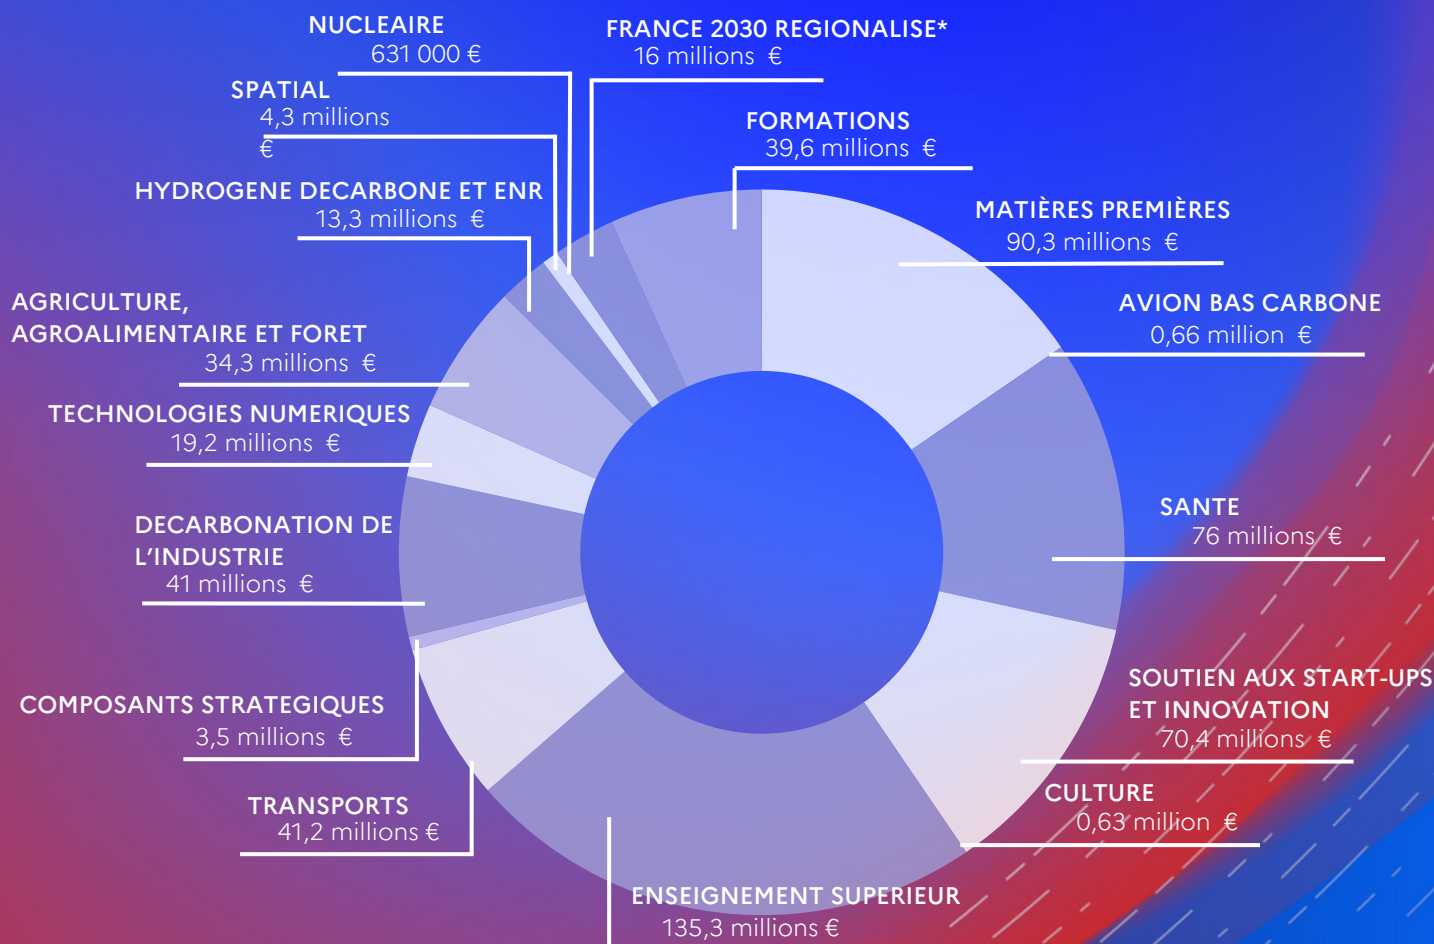 NUCLEAIRE
631 000 €
FRANCE 2030 REGIONALISE*
16 millions €
SPATIAL
4,3 millions
€
FORMATIONS
39,6 millions €
HYDROGENE DECARBONE ET ENR
13,3 millions €
MATIÈRES PREMIÈRES
90,3 millions €
AGRICULTURE,
AGROALIMENTAIRE ET FORET
34,3 millions €
AVION BAS CARBONE
0,66 million €
TECHNOLOGIES NUMERIQUES
19,2 millions €
SANTE
76 millions €
DECARBONATION DE
L'INDUSTRIE
41 millions €
SOUTIEN AUX START-UPS
ET INNOVATION
70,4 millions €
COMPOSANTS STRATEGIQUES
3,5 millions €
CULTURE
0,63 million €
TRANSPORTS
41,2 millions €
ENSEIGNEMENT SUPERIEUR
135,3 millions €